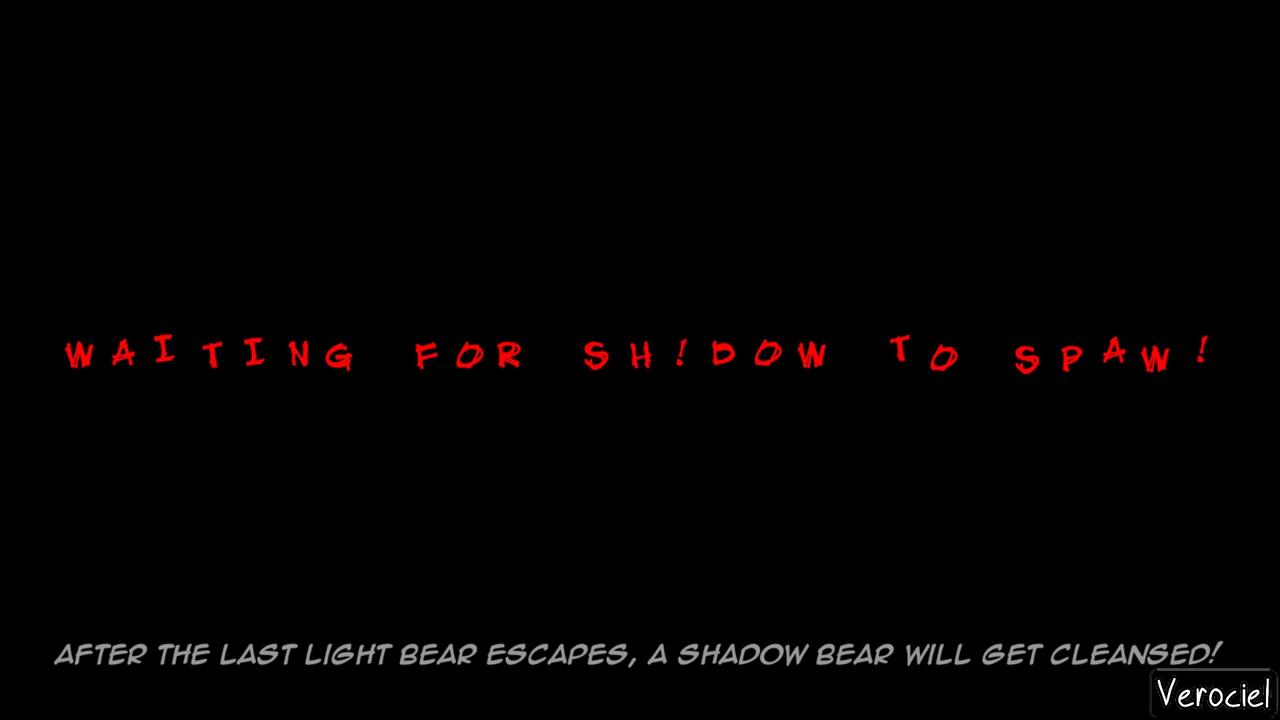 WAITING FOR SH!DOW TO SPAW!
AFTER THE LAST LIGHT BEAR ESCAPES, A SHADOW BEAR WILL GET CLEANSED!
Verociel